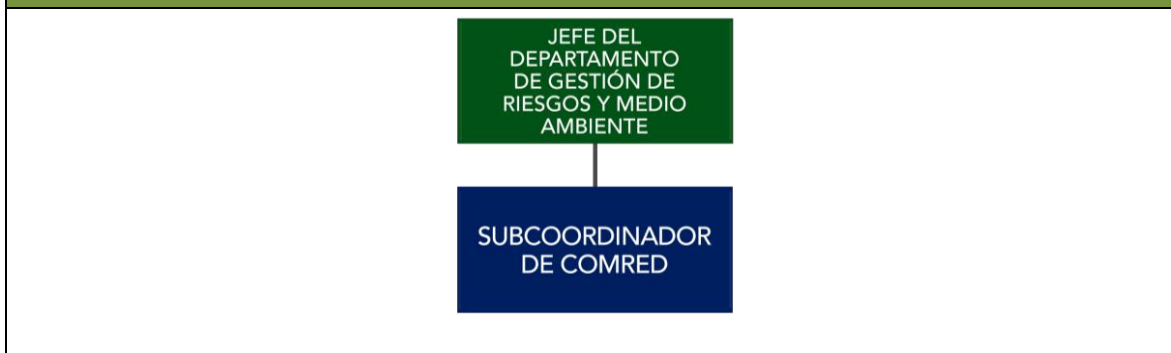 JEFE DEL
DEPARTAMENTO
DE GESTIÓN DE
RIESGOS Y MEDIO
AMBIENTE
SUBCOORDINADOR
DE COMRED